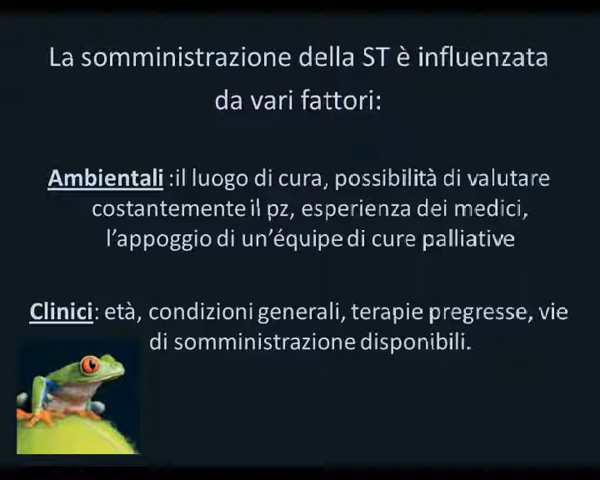 La somministrazione della ST è influenzata
da vari fattori:
Ambientali :il luogo di cura, possibilità di valutare
costantemente il pz, esperienza dei medici,
l'appoggio di un'équipe di cure palliative
Clinici: età, condizioni generali, terapie pregresse, vie
di somministrazione disponibili.